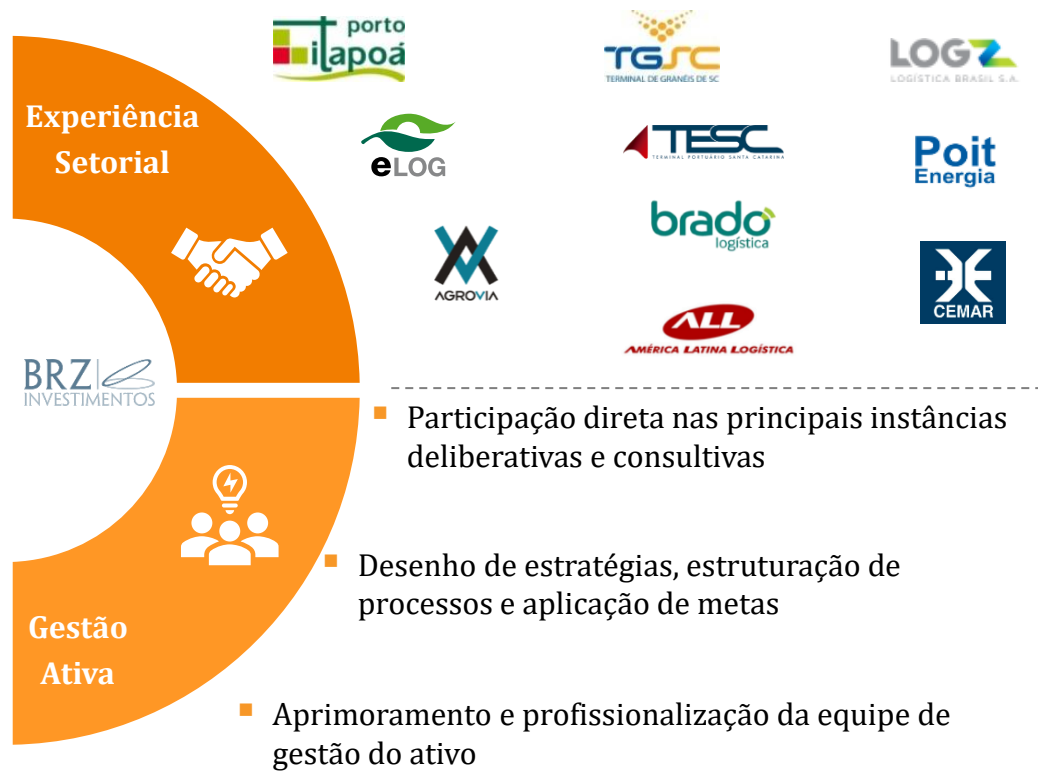 porto
itapoá
TGSC
TERMINAL DE GRANÉIS DE SC
LOGZ
LOGÍSTICA BRASIL S.A.
Experiência
Setorial
eLOG
TESC
TERMINAL PORTUÁRIO SANTA CATARINA
Poit
Energia
brado
logística
AGROVIA
CEMAR
ALL
AMÉRICA LATINA LOGÍSTICA
BRZ
INVESTIMENTOS
▪ Participação direta nas principais instâncias
deliberativas e consultivas
▪ Desenho de estratégias, estruturação de
processos e aplicação de metas
Gestão
Ativa
▪ Aprimoramento e profissionalização da equipe de
gestão do ativo